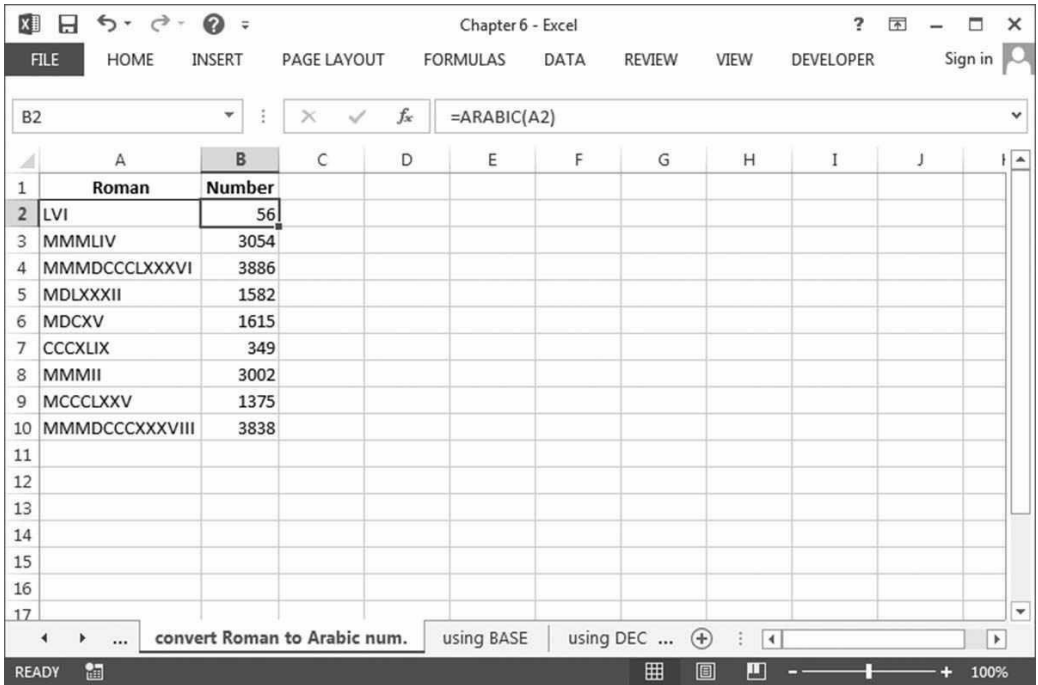 Chapter 6 - Excel ?
FILE HOME INSERT PAGE LAYOUT FORMULAS DATA REVIEW VIEW DEVELOPER Sign in
B2 fx =ARABIC(A2)
A B C D E F G H I J
1 Roman Number
2 LVI 56
3 MMMLIV 3054
4 MMMDCCCLXXXVI 3886
5 MDLXXXII 1582
6 MDCXV 1615
7 CCCXLIX 349
8 MMMII 3002
9 MCCCLXXV 1375
10 MMMDCCCXXXVIII 3838
11
12
13
14
15
16
17
... convert Roman to Arabic num. using BASE using DEC ...
READY 100%